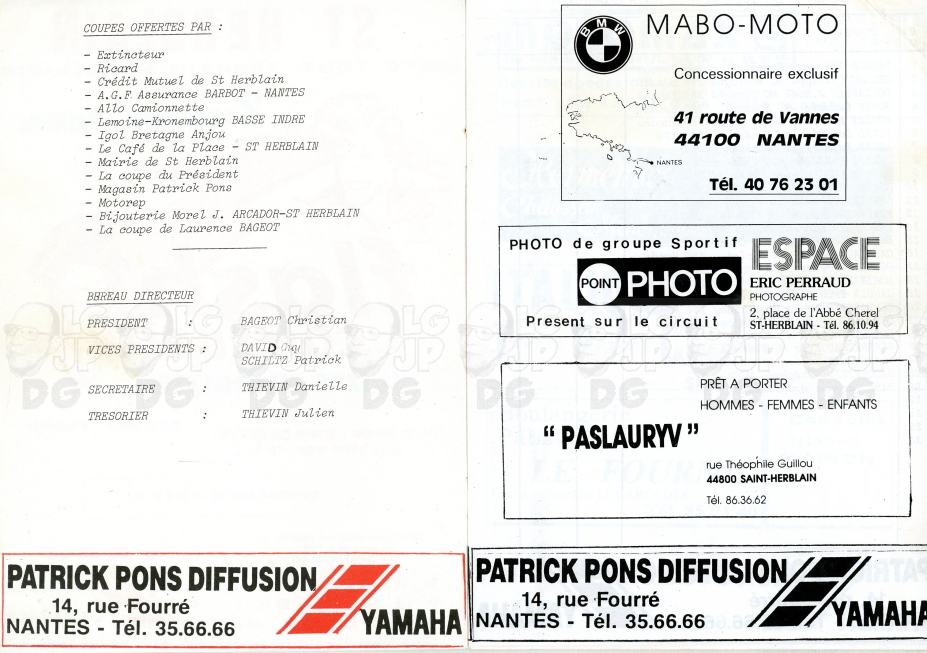 COUPES OFFERTES PAR :
- Extincteur
- Ricard
- Crédit Mutuel de St Herblain
- A.G.F Assurance BARBOT - NANTES
- Allo Camionnette
- Lemoine-Kronembourg BASSE INDRE
- Igol Bretagne Anjou
- Le Café de la Place - ST HERBLAIN
- Mairie de St Herblain
- La coupe du Président
- Magasin Patrick Pons
- Motorep
- Bijouterie Morel J. ARCADOR-ST HERBLAIN
- La coupe de Laurence BAGEOT
BBREAU DIRECTEUR
PRESIDENT : BAGEOT Christian
VICES PRESIDENTS : DAVID Guy
SCHILTZ Patrick
SECRETAIRE : THIEVIN Danielle
TRESORIER : THIEVIN Julien
PATRICK PONS DIFFUSION
14, rue Fourré
NANTES - Tél. 35.66.66
YAMAHA
BMW
MABO-MOTO
Concessionnaire exclusif
41 route de Vannes
44100 NANTES
NANTES
Tél. 40 76 23 01
PHOTO de groupe Sportif
POINT PHOTO
Present sur le circuit
ESPACE
ERIC PERRAUD
PHOTOGRAPHE
2, place de l'Abbé Cherel
ST-HERBLAIN - Tél. 86.10.94
PRÊT A PORTER
HOMMES - FEMMES - ENFANTS
“ PASLAURYV ”
rue Théophile Guillou
44800 SAINT-HERBLAIN
Tél. 86.36.62
PATRICK PONS DIFFUSION
14, rue Fourré
NANTES - Tél. 35.66.66
YAMAHA
LG
JP
DG